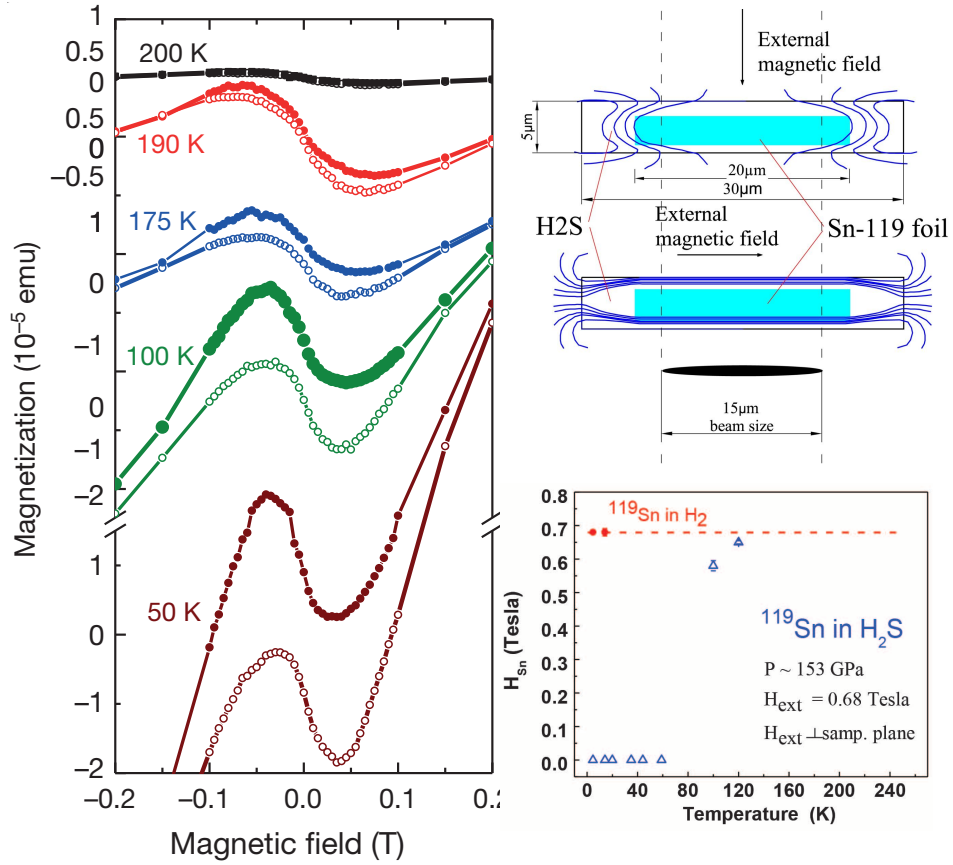 Magnetization (10⁻⁵ emu)
1
0.5
0
0.5
0
−0.5
1
0
−1
0
−1
−2
1
0
−1
−2
200 K
190 K
175 K
100 K
50 K
−0.2
−0.1
0.0
0.1
0.2
Magnetic field (T)
External
magnetic field
5µm
20µm
30µm
H2S
External
magnetic field
Sn-119 foil
15µm
beam size
H_Sn (Tesla)
0.8
0.7
0.6
0.5
0.4
0.3
0.2
0.1
0.0
¹¹⁹Sn in H₂
¹¹⁹Sn in H₂S
P ~ 153 GPa
H_ext = 0.68 Tesla
H_ext ⊥samp. plane
0
40
80
120
160
200
240
Temperature (K)